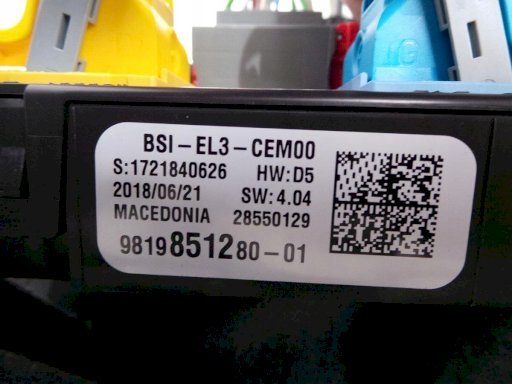 BSI-EL3-CEM00
S:1721840626 HW:D5
2018/06/21 SW:4.04
MACEDONIA 28550129
9819851280-01